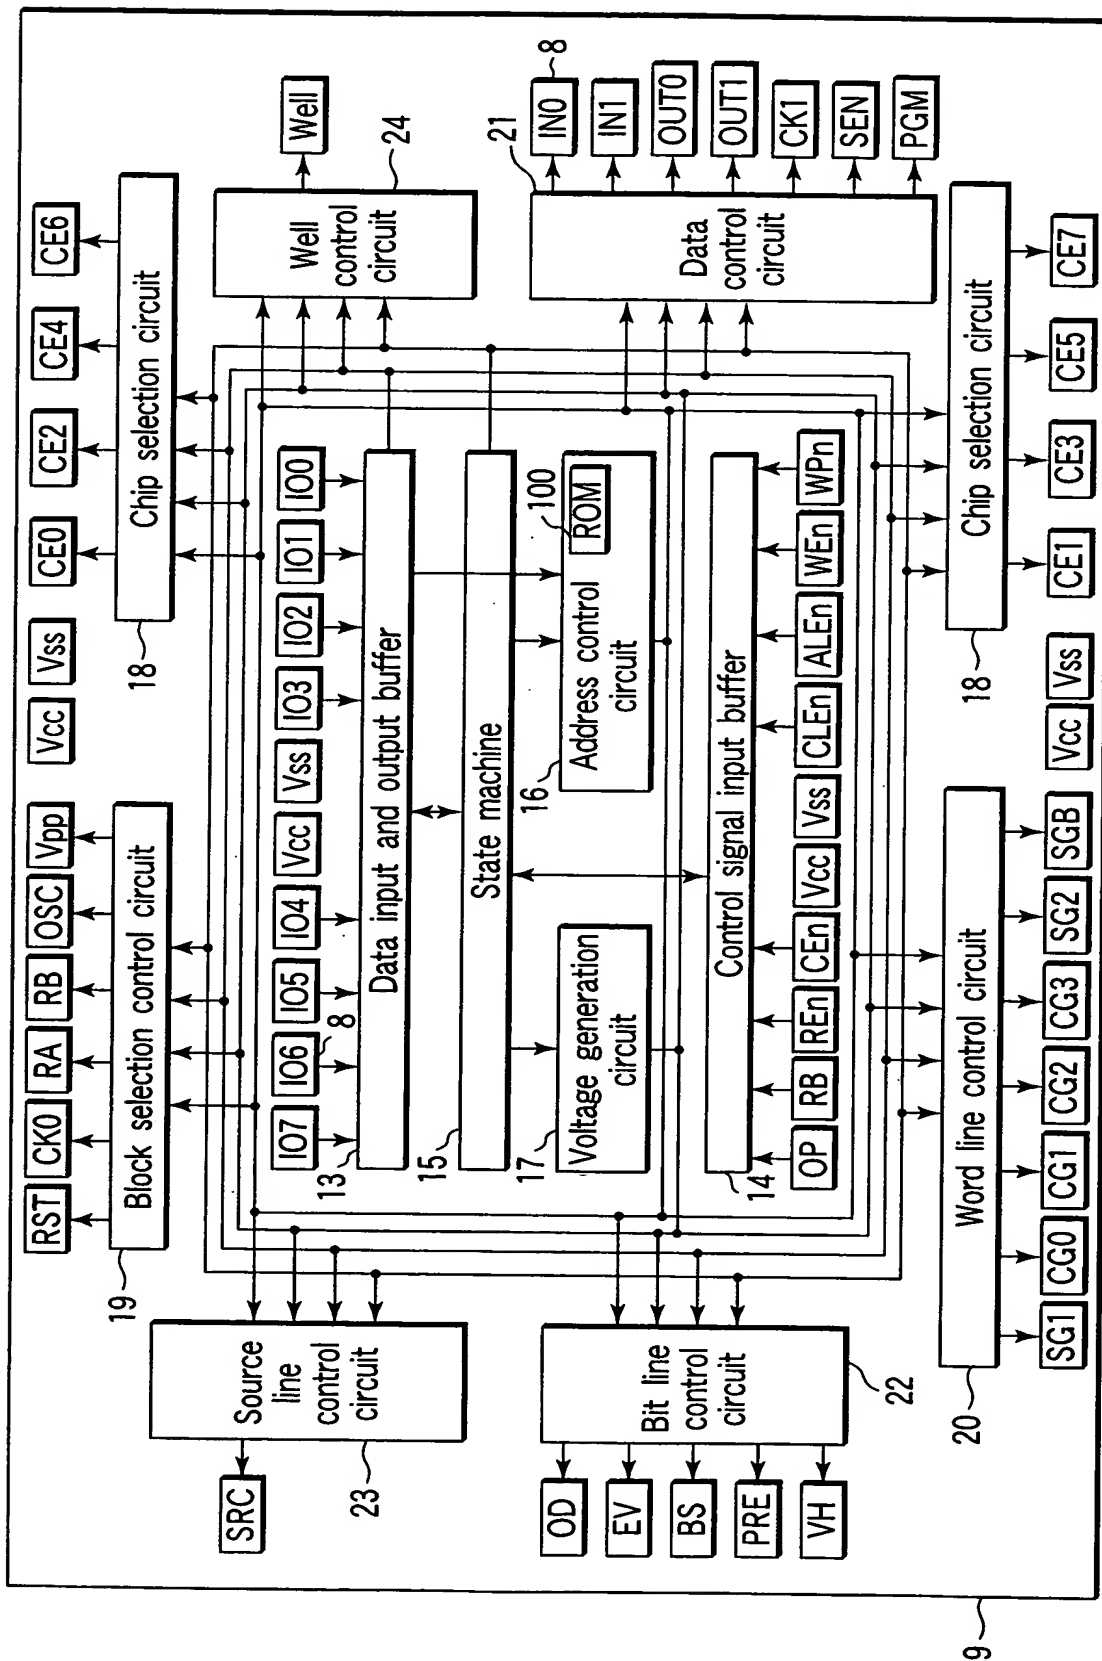 RST
CK0
RA
RB
OSC
Vpp
Vcc
Vss
CE0
CE2
CE4
CE6
19
Block selection control circuit
18
Chip selection circuit
SRC
Source
line
control
circuit
23
Well
control
circuit
24
Well
IO7
IO6
8
IO5
IO4
Vcc
Vss
IO3
IO2
IO1
IO0
13
Data input and output buffer
15
State machine
17
Voltage generation
circuit
16
Address control
circuit
100
ROM
14
Control signal input buffer
OP
RB
REn
CEn
Vcc
Vss
CLEn
ALEn
WEn
WPn
OD
EV
BS
PRE
VH
Bit line
control
circuit
22
21
Data
control
circuit
IN0
8
IN1
OUT0
OUT1
CK1
SEN
PGM
20
Word line control circuit
18
Chip selection circuit
SG1
CG0
CG1
CG2
CG3
SG2
SGB
Vcc
Vss
CE1
CE3
CE5
CE7
9